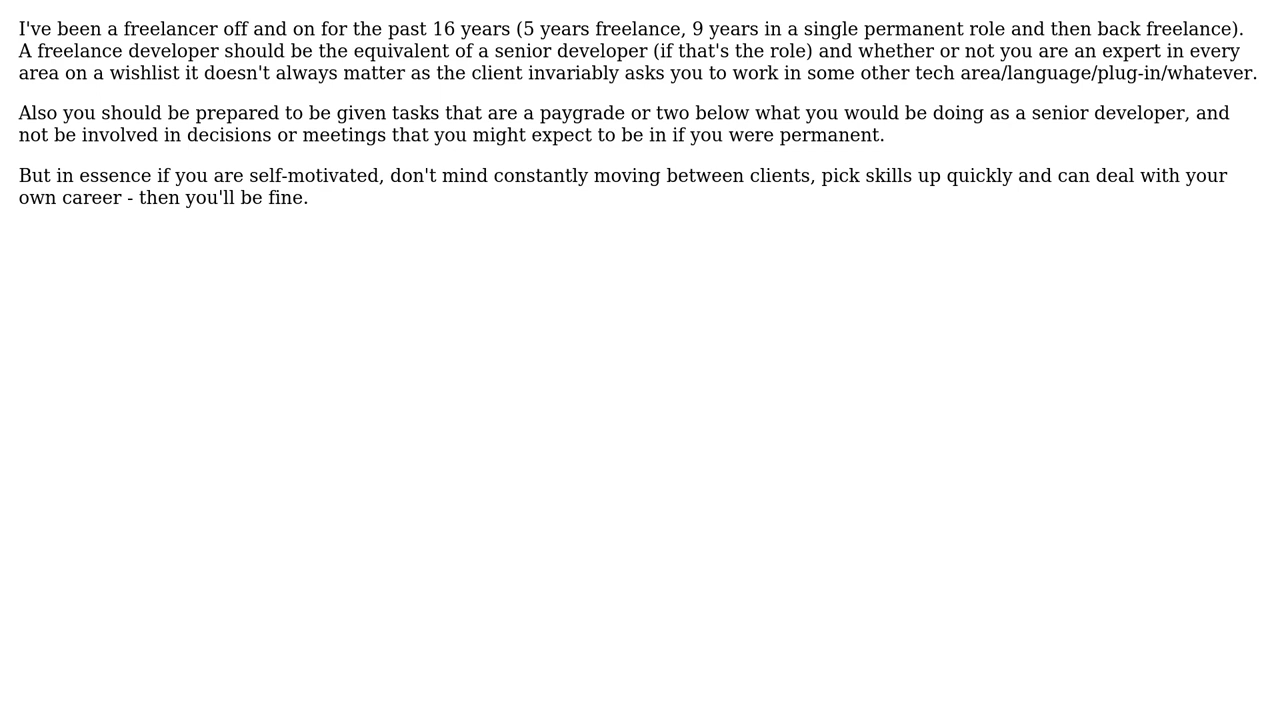 I've been a freelancer off and on for the past 16 years (5 years freelance, 9 years in a single permanent role and then back freelance).
A freelance developer should be the equivalent of a senior developer (if that's the role) and whether or not you are an expert in every
area on a wishlist it doesn't always matter as the client invariably asks you to work in some other tech area/language/plug-in/whatever.
Also you should be prepared to be given tasks that are a paygrade or two below what you would be doing as a senior developer, and
not be involved in decisions or meetings that you might expect to be in if you were permanent.
But in essence if you are self-motivated, don't mind constantly moving between clients, pick skills up quickly and can deal with your
own career - then you'll be fine.